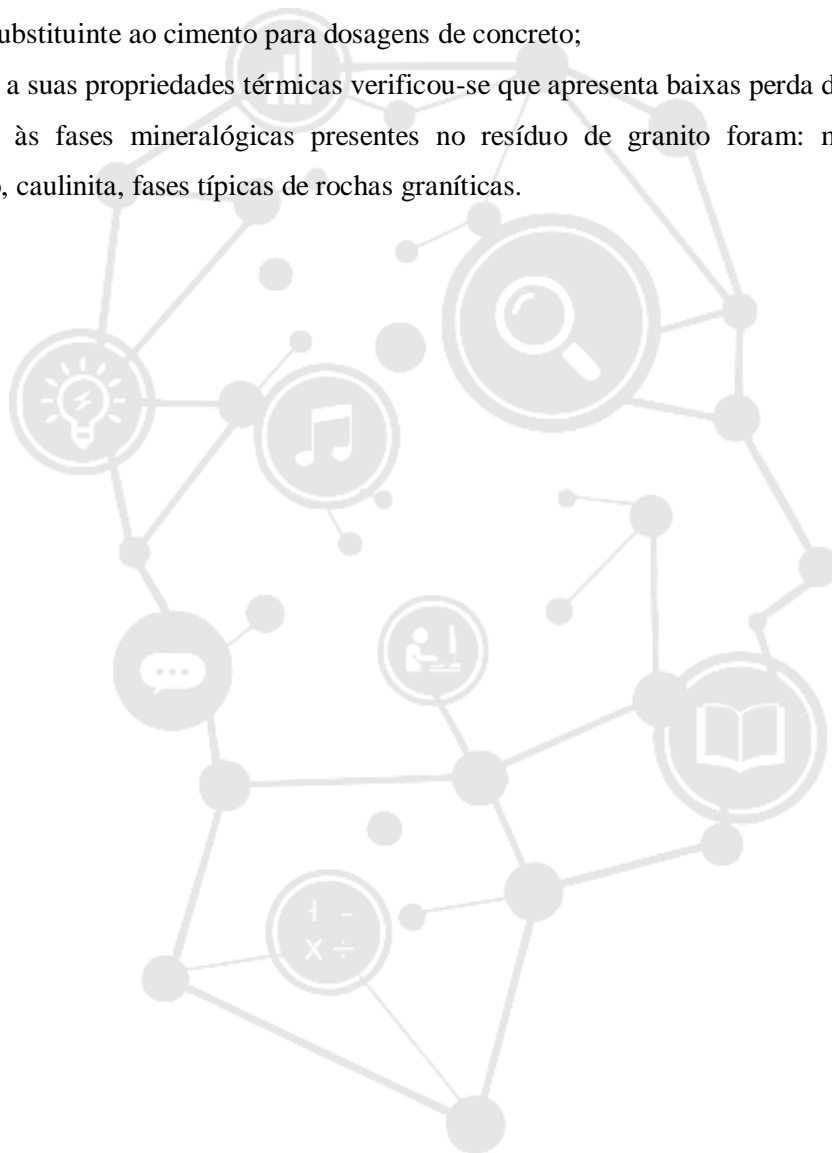 ubstituinte ao cimento para dosagens de concreto;
a suas propriedades térmicas verificou-se que apresenta baixas perda d
às fases mineralógicas presentes no resíduo de granito foram:
, caulinita, fases típicas de rochas graníticas.